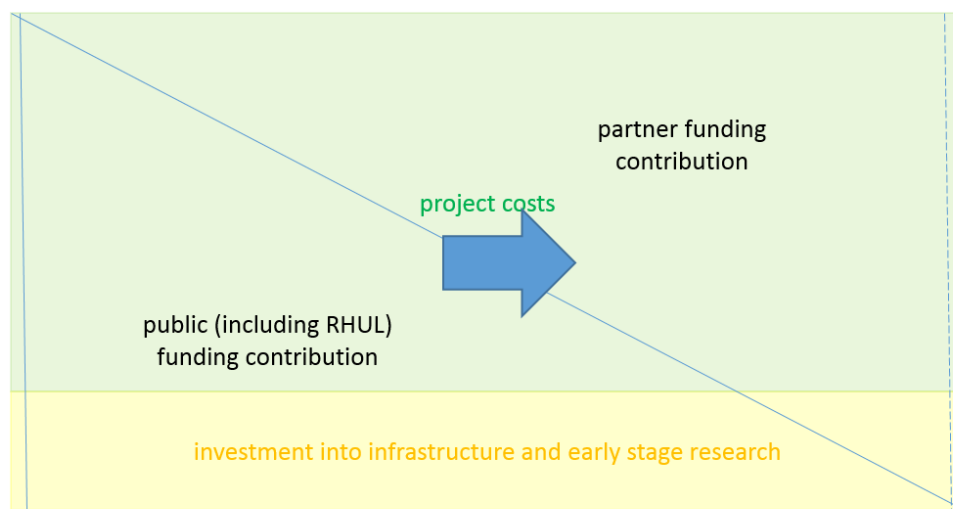 partner funding
contribution
project costs
public (including RHUL)
funding contribution
investment into infrastructure and early stage research